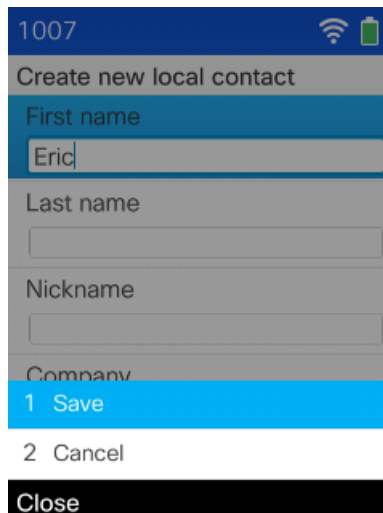 1007
Create new local contact
First name
Eric
Last name
Nickname
Company
1 Save
2 Cancel
Close